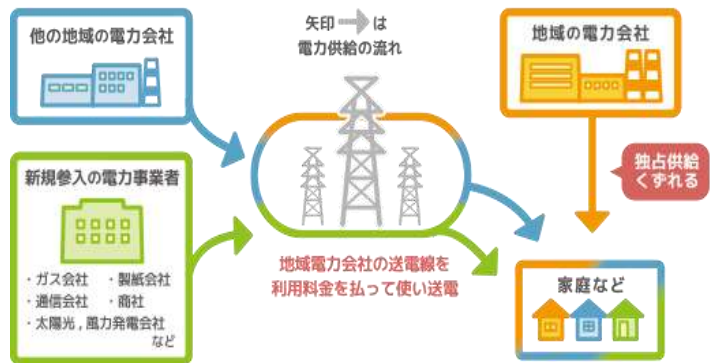 他の地域の電力会社
矢印→は
電力供給の流れ
地域の電力会社
独占供給
くずれる
新規参入の電力事業者
・ガス会社 ・製紙会社
・通信会社 ・商社
・太陽光，風力発電会社
など
地域電力会社の送電線を
利用料金を払って使い送電
家庭など